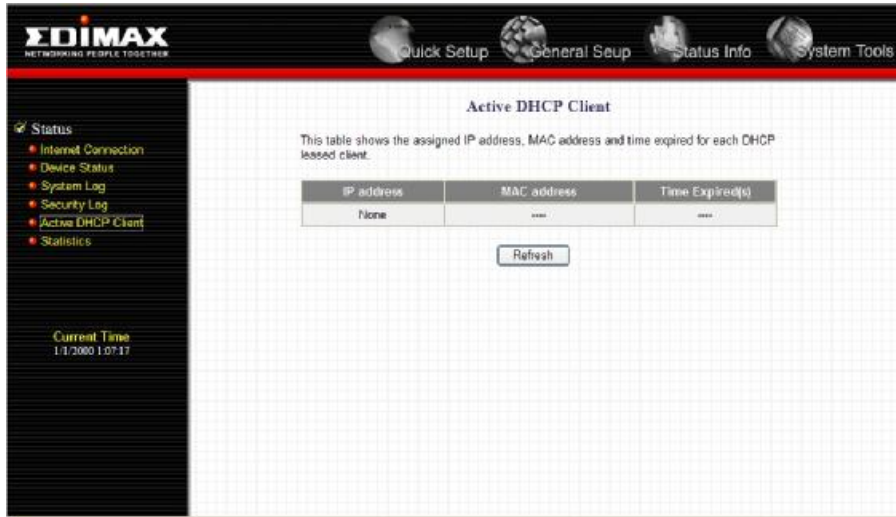 EDIMAX
NETWORKING PEOPLE TOGETHER
Quick Setup
General Seup
Status Info
System Tools
Status
Internet Connection
Device Status
System Log
Security Log
Active DHCP Client
Statistics
Current Time
1/1/2000 1:07:17
Active DHCP Client
This table shows the assigned IP address, MAC address and time expired for each DHCP
leased client.
IP address MAC address Time Expired(s)
None ---- ----
Refresh